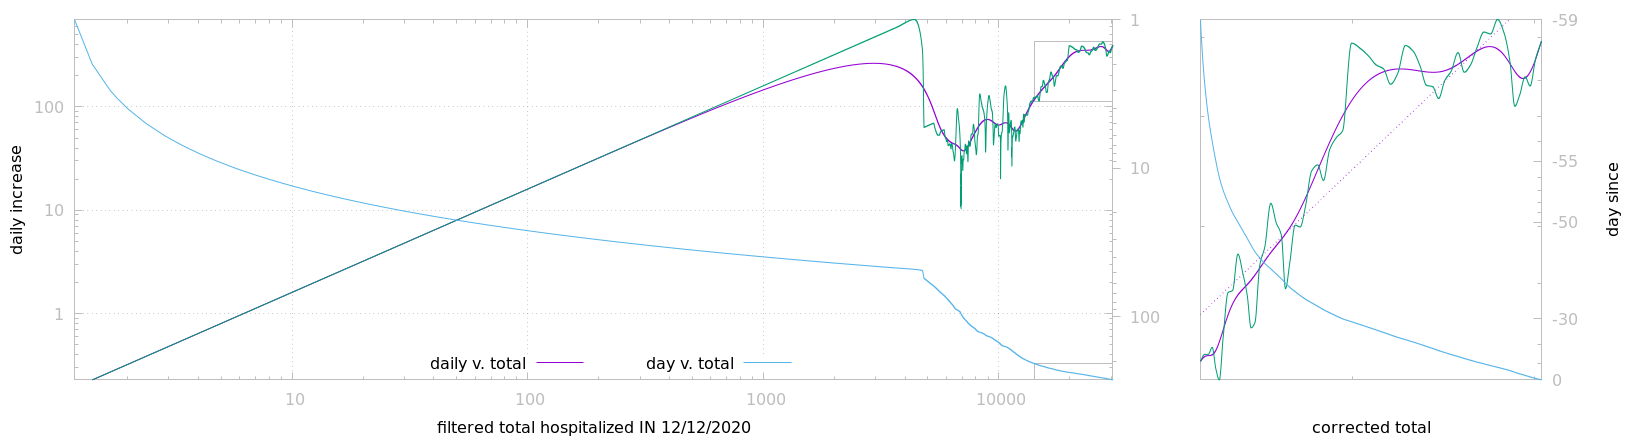 1
-59
100
10
-55
-50
10
1
100
-30
0
daily increase
day since
daily v. total
day v. total
10
100
1000
10000
filtered total hospitalized IN 12/12/2020
corrected total